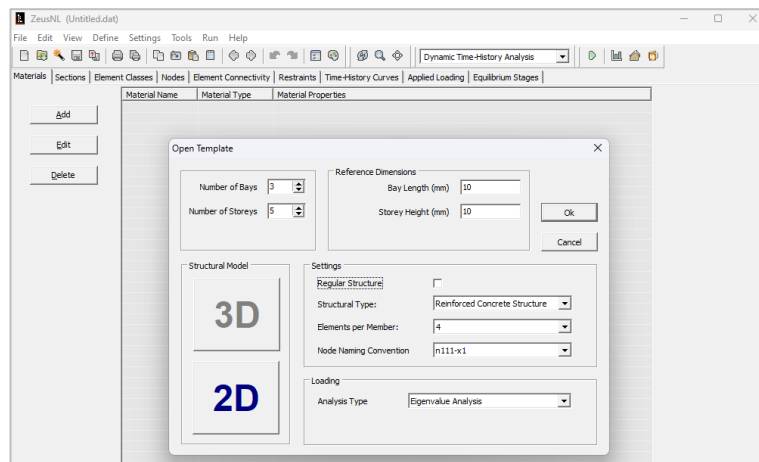 ZeusNL (Untitled.dat)
File Edit View Define Settings Tools Run Help
Dynamic Time-History Analysis
Materials Sections Element Classes Nodes Element Connectivity Restraints Time-History Curves Applied Loading Equilibrium Stages
Material Name Material Type Material Properties
Add
Edit
Delete
Open Template
Number of Bays 3
Number of Storeys 5
Reference Dimensions
Bay Length (mm) 10
Storey Height (mm) 10
Ok
Cancel
Structural Model
3D
2D
Settings
Regular Structure
Structural Type: Reinforced Concrete Structure
Elements per Member: 4
Node Naming Convention n111-x1
Loading
Analysis Type Eigenvalue Analysis